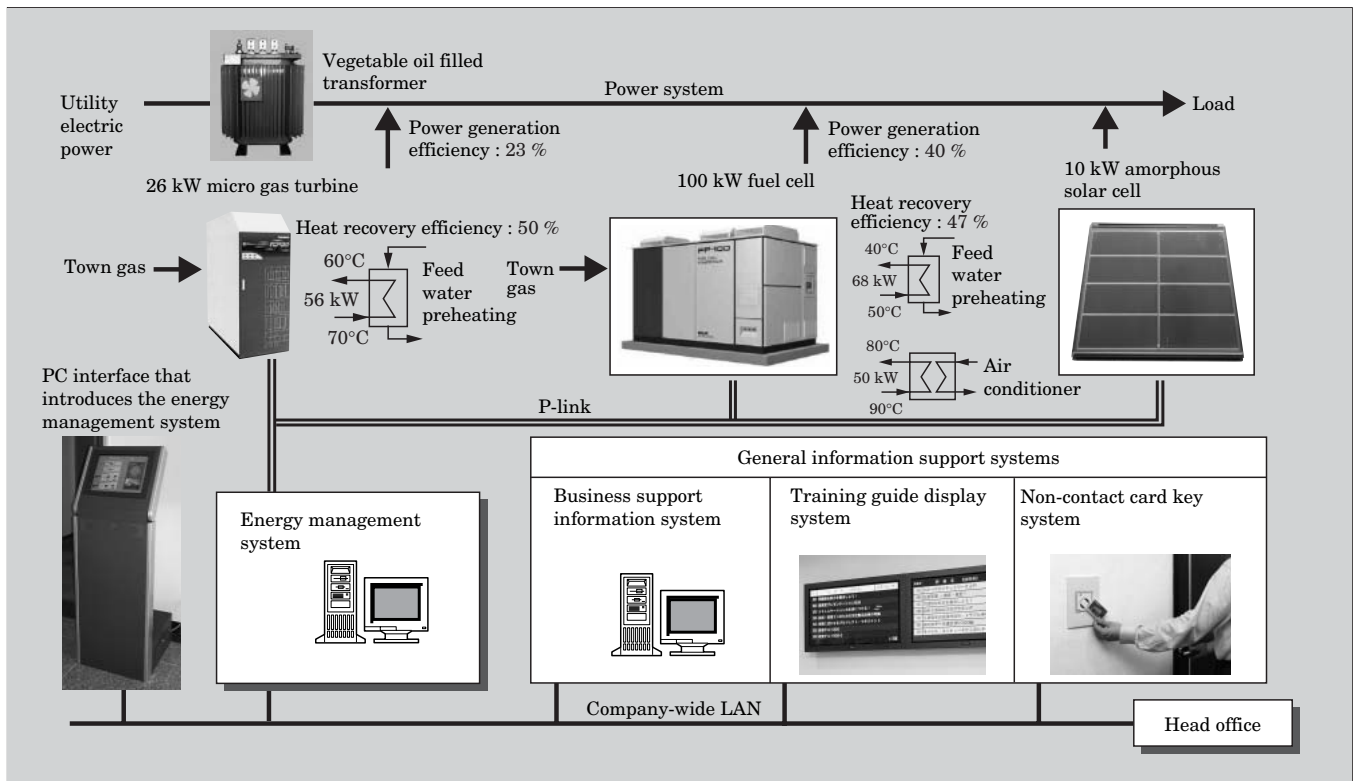 Vegetable oil filled
transformer
Utility
electric
power
Power system
Load
Power generation
efficiency : 23 %
Power generation
efficiency : 40 %
26 kW micro gas turbine
100 kW fuel cell
10 kW amorphous
solar cell
Town gas
Heat recovery efficiency : 50 %
60°C
56 kW
70°C
Feed
water
preheating
Town
gas
FP-100
Heat recovery
efficiency : 47 %
40°C
68 kW
50°C
Feed
water
preheating
80°C
50 kW
90°C
Air
conditioner
P-link
PC interface that
introduces the energy
management system
Energy management
system
General information support systems
Business support
information system
Training guide display
system
Non-contact card key
system
Company-wide LAN
Head office